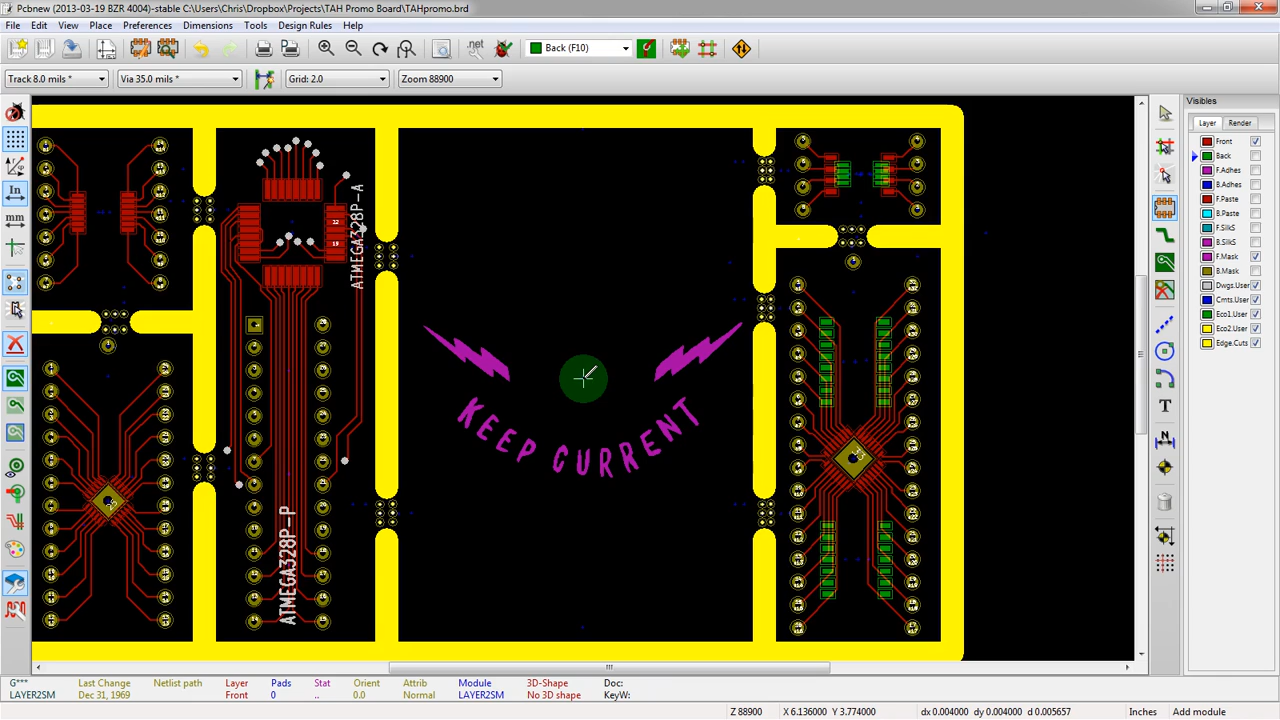 Pcbnew (2013-03-19 BZR 4004)-stable C:\Users\Chris\Dropbox\Projects\TAH Promo Board\TAHpromo.brd
File Edit View Place Preferences Dimensions Tools Design Rules Help
.net Back (F10)
Track 8.0 mils * Via 35.0 mils * Grid: 2.0 Zoom 88900
Visibles
Layer Render
Front
Back
F.Adhes
B.Adhes
F.Paste
B.Paste
F.SilkS
B.SilkS
F.Mask
B.Mask
Dwgs.User
Cmts.User
Eco1.User
Eco2.User
Edge.Cuts
In
mm
ATMEGA328P-A
ATMEGA328P-P
KEEP CURRENT
G*** Last Change Netlist path Layer Pads Stat Orient Attrib Module 3D-Shape Doc:
LAYER2SM Dec 31, 1969 Front 0 .. 0.0 Normal LAYER2SM No 3D shape KeyW:
Z 88900 X 6.136000 Y 3.774000 dx 0.004000 dy 0.004000 d 0.005657 Inches Add module